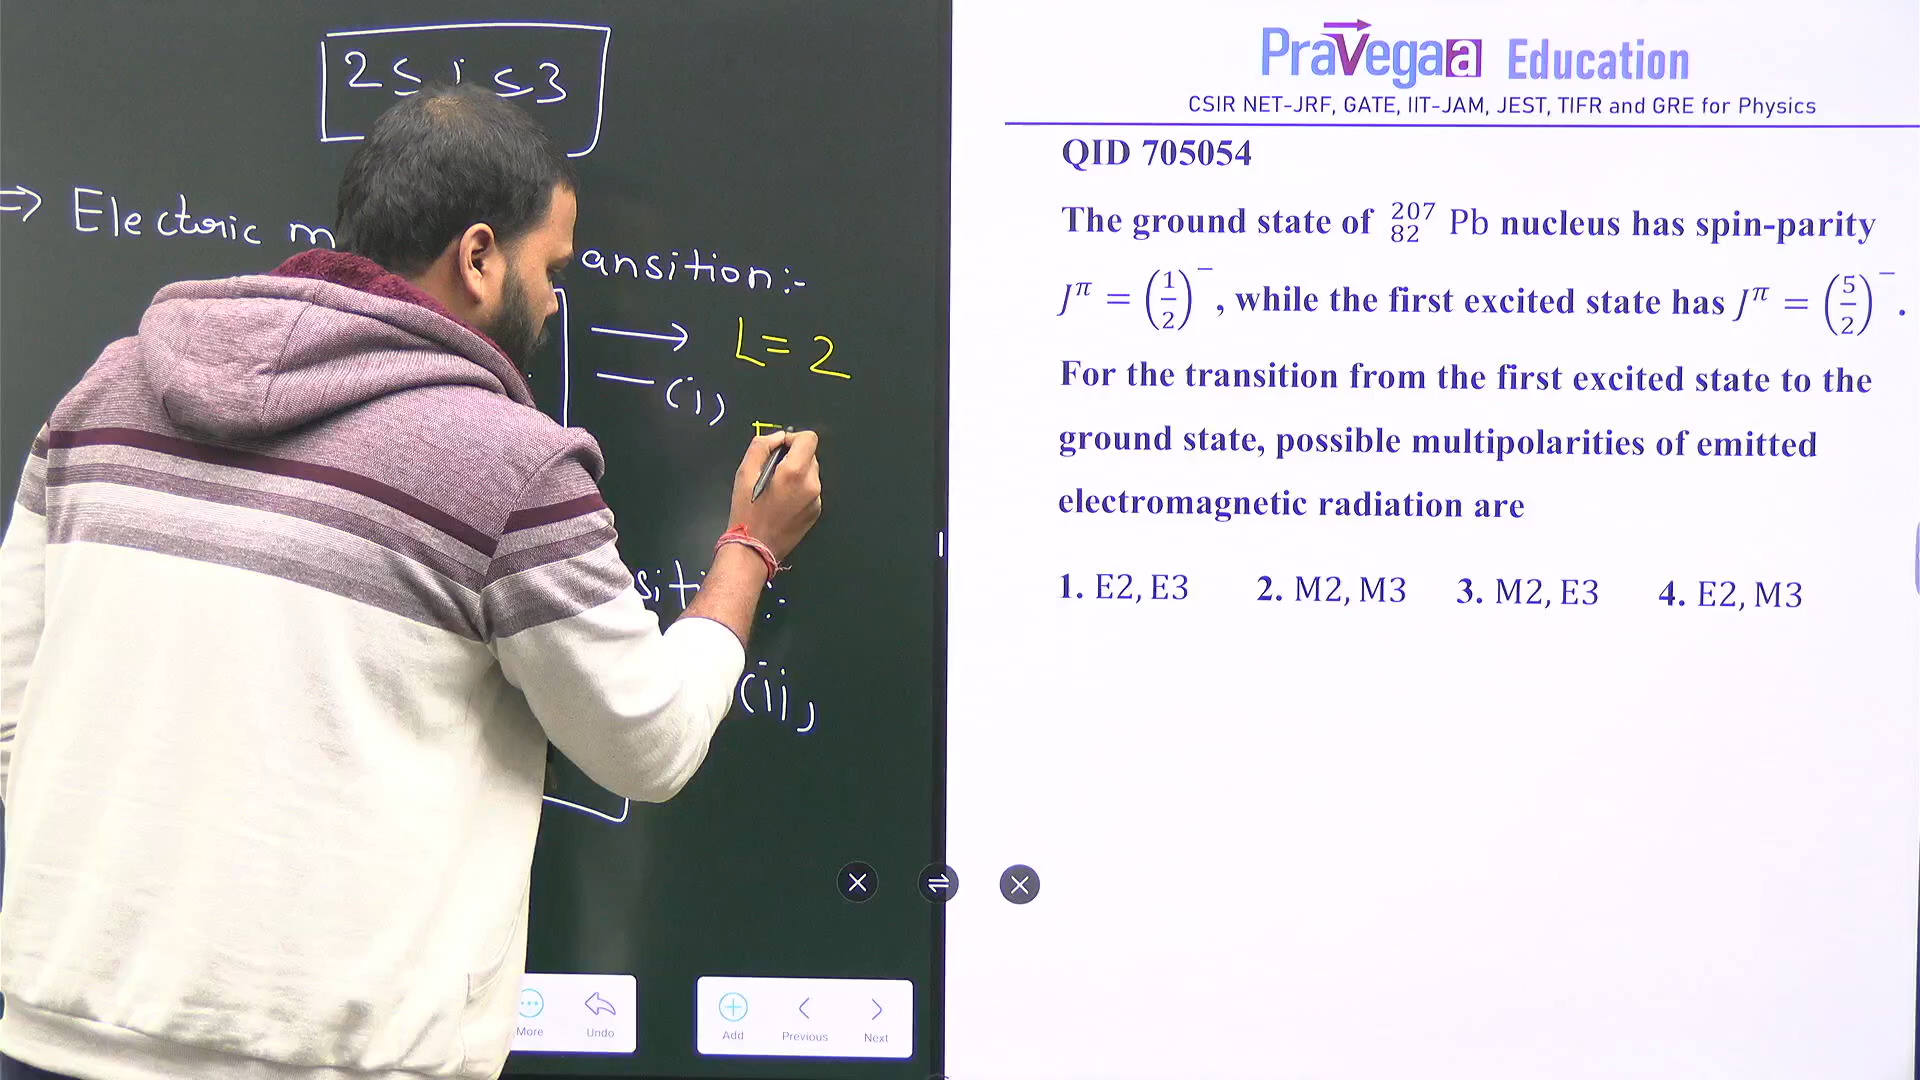 2 ≤ j ≤ 3
⇒ Electric
ansition:-
→ L = 2
— (i)
(ii)
PraVegaa Education
CSIR NET-JRF, GATE, IIT-JAM, JEST, TIFR and GRE for Physics
QID 705054
The ground state of ²⁰⁷₈₂ Pb nucleus has spin-parity
J^π = (1/2)⁻, while the first excited state has J^π = (5/2)⁻.
For the transition from the first excited state to the
ground state, possible multipolarities of emitted
electromagnetic radiation are
1. E2, E3 2. M2, M3 3. M2, E3 4. E2, M3
More Undo Add Previous Next